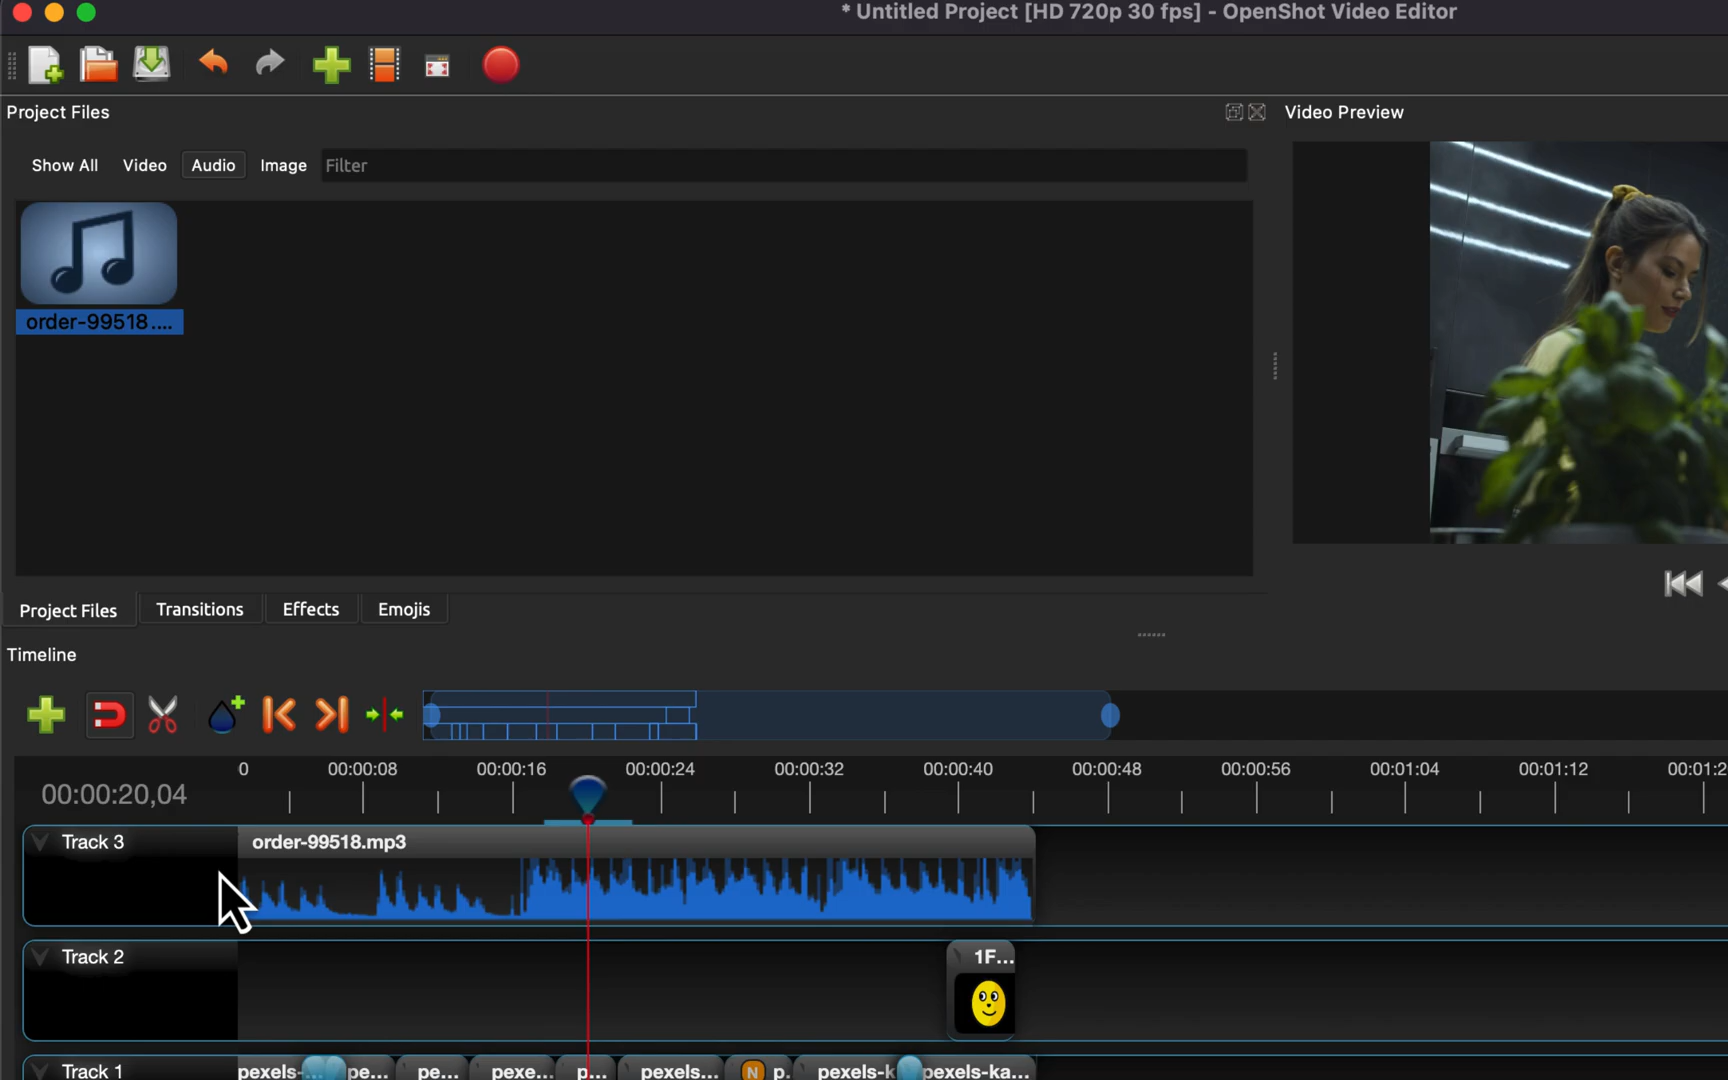 * Untitled Project [HD 720p 30 fps] - OpenShot Video Editor
Project Files
Video Preview
Show All Video Audio Image Filter
order-99518....
Project Files Transitions Effects Emojis
Timeline
0 00:00:08 00:00:16 00:00:24 00:00:32 00:00:40 00:00:48 00:00:56 00:01:04 00:01:12 00:01:2
00:00:20,04
Track 3 order-99518.mp3
Track 2 1F...
Track 1 pexels-... pe... pe... pexe... p... pexels... N p. pexels-k pexels-ka...